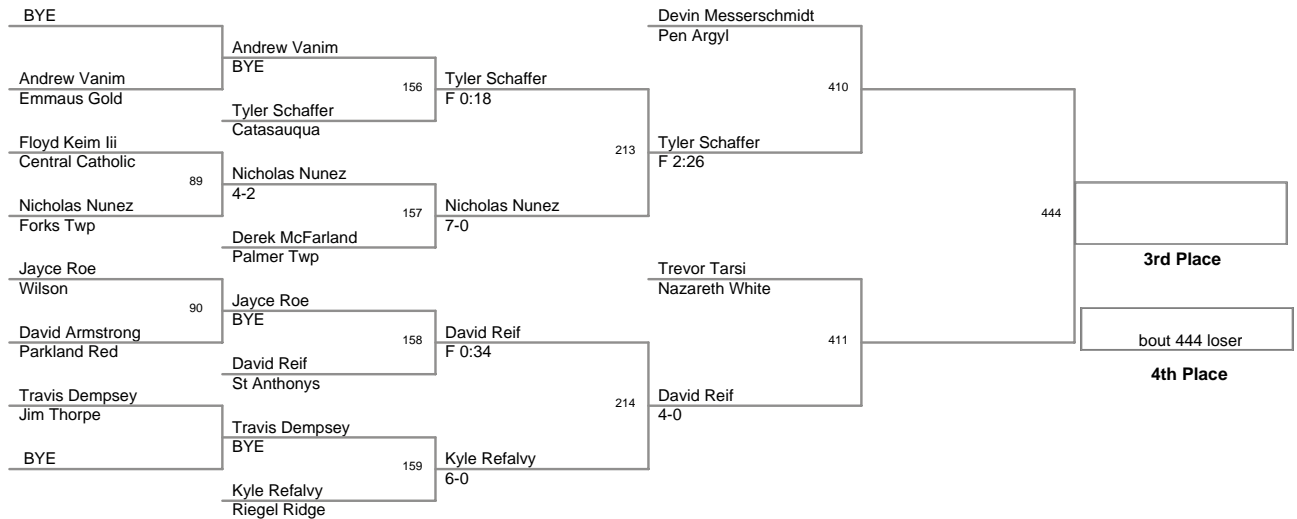 BYE
Andrew Vanim
Emmaus Gold
Floyd Keim Iii
Central Catholic
89
Nicholas Nunez
Forks Twp
Jayce Roe
Wilson
90
David Armstrong
Parkland Red
Travis Dempsey
Jim Thorpe
BYE
Andrew Vanim
BYE
156
Tyler Schaffer
Catasauqua
Nicholas Nunez
4-2
157
Derek McFarland
Palmer Twp
Jayce Roe
BYE
158
David Reif
St Anthonys
Travis Dempsey
BYE
159
Kyle Refalvy
Riegel Ridge
Tyler Schaffer
F 0:18
213
Nicholas Nunez
7-0
David Reif
F 0:34
214
Kyle Refalvy
6-0
Devin Messerschmidt
Pen Argyl
410
Tyler Schaffer
F 2:26
Trevor Tarsi
Nazareth White
411
David Reif
4-0
444
3rd Place
bout 444 loser
4th Place